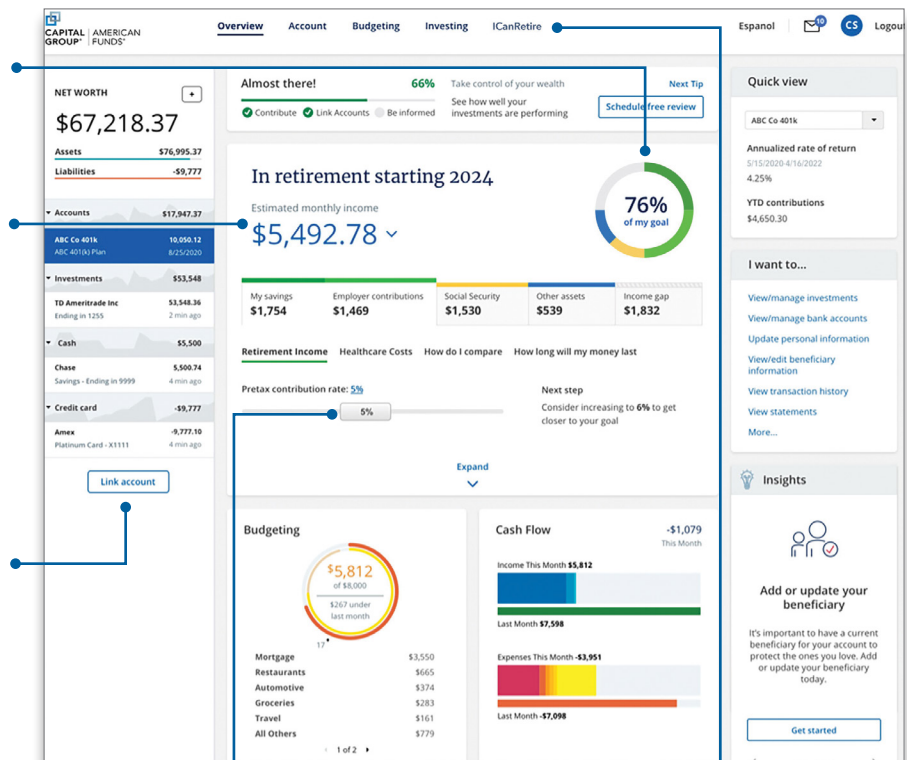 CAPITAL AMERICAN
GROUP® FUNDS®
Overview Account Budgeting Investing ICanRetire
Espanol 10 CS Logout
NET WORTH +
$67,218.37
Assets $76,995.37
Liabilities -$9,777
Accounts $17,947.37
ABC Co 401k 10,050.12
ABC 401(k) Plan 8/25/2020
Investments $53,548
TD Ameritrade Inc 53,548.36
Ending in 1255 2 min ago
Cash $5,500
Chase 5,500.74
Savings - Ending in 9999 4 min ago
Credit card -$9,777
Amex -9,777.10
Platinum Card - X1111 4 min ago
Link account
Almost there! 66%
Contribute Link Accounts Be informed
Take control of your wealth Next Tip
See how well your
investments are performing
Schedule free review
In retirement starting 2024
Estimated monthly income
$5,492.78
76%
of my goal
My savings Employer contributions Social Security Other assets Income gap
$1,754 $1,469 $1,530 $539 $1,832
Retirement Income Healthcare Costs How do I compare How long will my money last
Pretax contribution rate: 5%
5%
Next step
Consider increasing to 6% to get
closer to your goal
Expand
Budgeting
$5,812
of $8,000
$267 under
last month
17
Mortgage $3,550
Restaurants $665
Automotive $374
Groceries $283
Travel $161
All Others $779
1 of 2
Cash Flow -$1,079
This Month
Income This Month $5,812
Last Month $7,598
Expenses This Month -$3,951
Last Month -$7,098
Quick view
ABC Co 401k
Annualized rate of return
5/15/2020-4/16/2022
4.25%
YTD contributions
$4,650.30
I want to...
View/manage investments
View/manage bank accounts
Update personal information
View/edit beneficiary
information
View transaction history
View statements
More...
Insights
Add or update your
beneficiary
It's important to have a current
beneficiary for your account to
protect the ones you love. Add
or update your beneficiary
today.
Get started